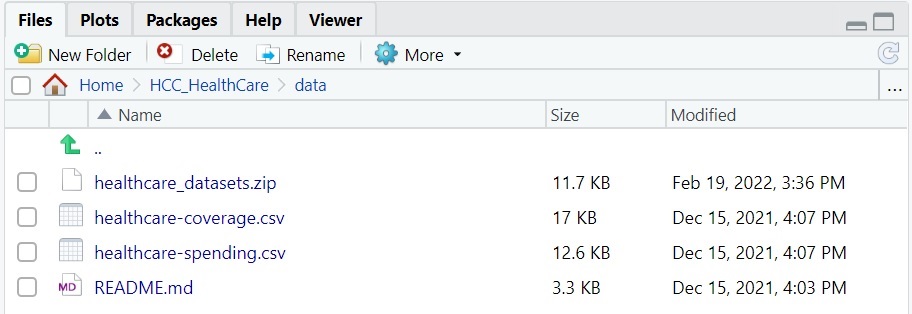 Files Plots Packages Help Viewer
New Folder Delete Rename More
Home HCC_HealthCare data ...
Name Size Modified
..
healthcare_datasets.zip 11.7 KB Feb 19, 2022, 3:36 PM
healthcare-coverage.csv 17 KB Dec 15, 2021, 4:07 PM
healthcare-spending.csv 12.6 KB Dec 15, 2021, 4:07 PM
MD README.md 3.3 KB Dec 15, 2021, 4:03 PM